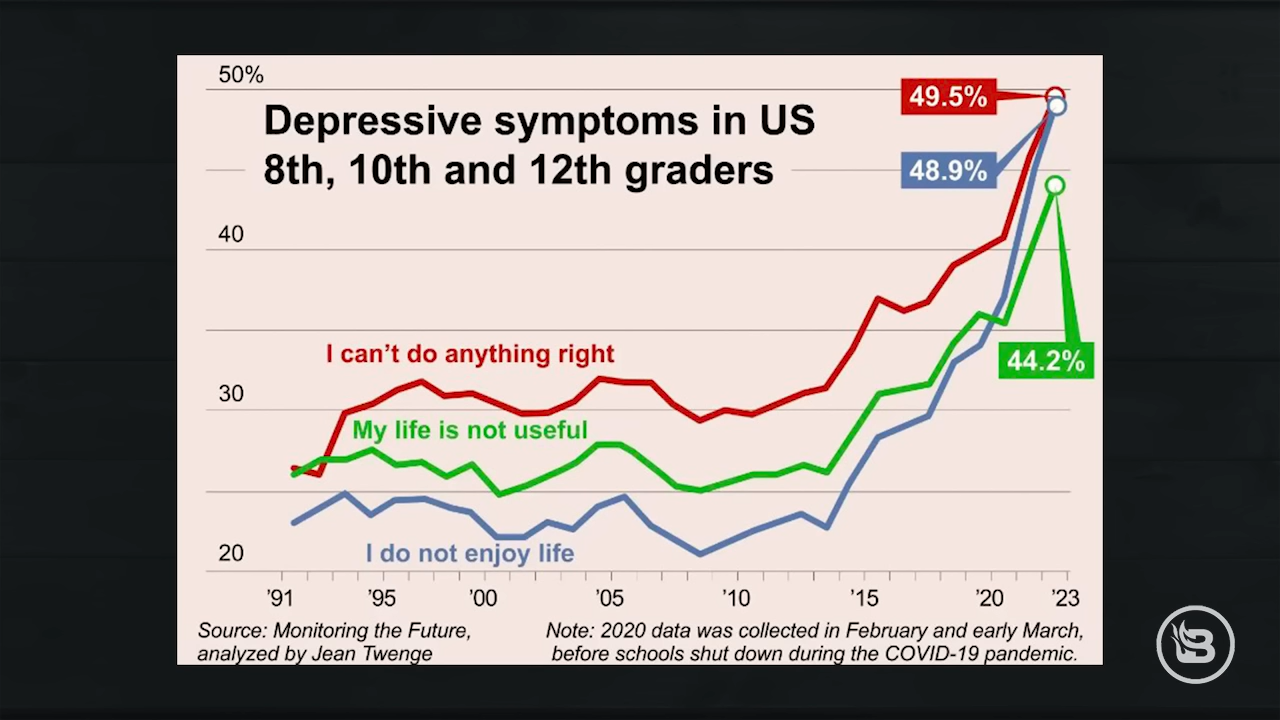 50%
Depressive symptoms in US
8th, 10th and 12th graders
49.5%
48.9%
40
I can’t do anything right
44.2%
30
My life is not useful
I do not enjoy life
20
’91 ’95 ’00 ’05 ’10 ’15 ’20 ’23
Source: Monitoring the Future,
analyzed by Jean Twenge
Note: 2020 data was collected in February and early March,
before schools shut down during the COVID-19 pandemic.
B